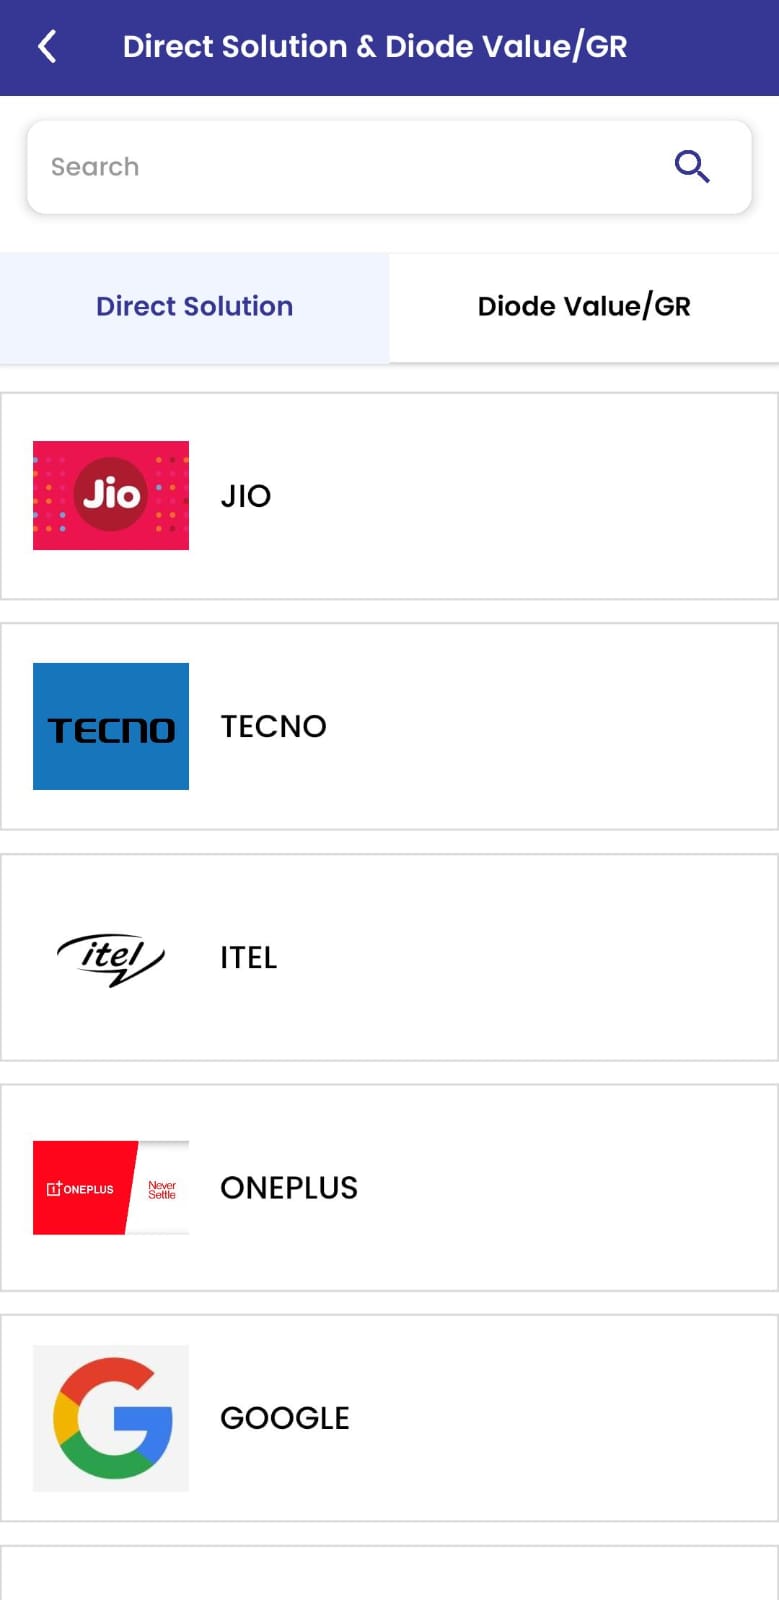 Direct Solution & Diode Value/GR
Search
Direct Solution
Diode Value/GR
Jio
JIO
TECNO
TECNO
itel
ITEL
ONEPLUS
Never
Settle
ONEPLUS
GOOGLE